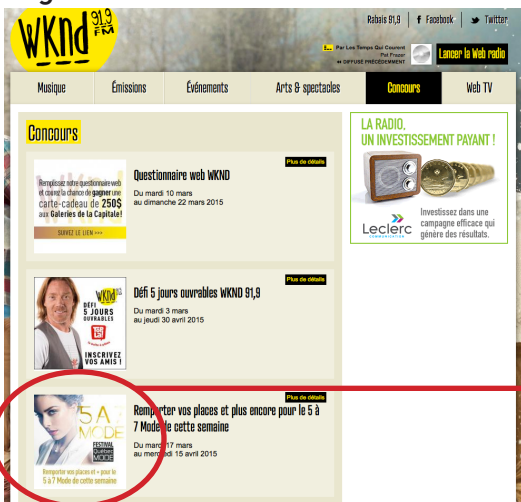 WKnd 91.9 FM
Rabais 91,9 Facebook Twitter
Par Les Temps Qui Courent
Pat Fraser
DIFFUSÉ PRÉCÉDEMMENT
Lancer la Web radio
Musique Émissions Événements Arts & spectacles Concours Web TV
Concours
Plus de détails
Remplissez notre questionnaire web
et courez la chance de gagner une
carte-cadeau de 250$
aux Galeries de la Capitale!
SUIVEZ LE LIEN >>>
Questionnaire web WKND
Du mardi 10 mars
au dimanche 22 mars 2015
Plus de détails
WKnd
DÉFI
5 JOURS
OUVRABLES
INSCRIVEZ
VOS AMIS !
Défi 5 jours ouvrables WKND 91,9
Du mardi 3 mars
au jeudi 30 avril 2015
Plus de détails
5 À 7
MODE
FESTIVAL
Québec
MODE
Remporter vos places et + pour le
5 à 7 Mode de cette semaine
Remporter vos places et plus encore pour le 5 à
7 Mode de cette semaine
Du mardi 17 mars
au mercredi 15 avril 2015
LA RADIO,
UN INVESTISSEMENT PAYANT !
Leclerc
COMMUNICATION
Investissez dans une
campagne efficace qui
génère des résultats.